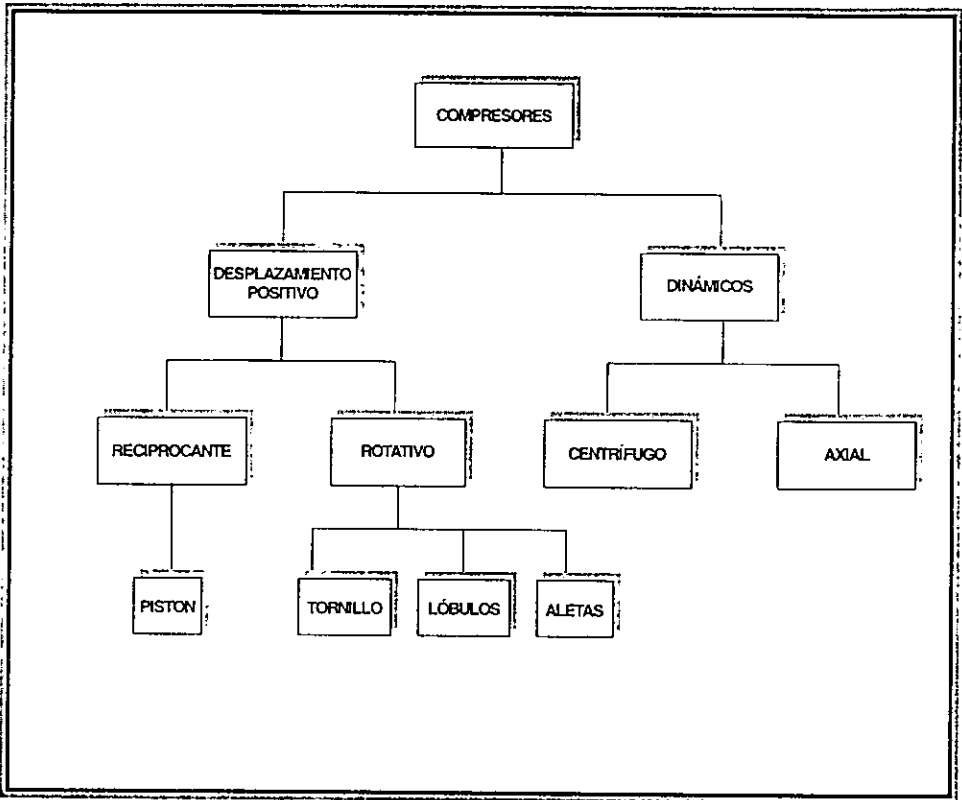 COMPRESORES
DESPLAZAMIENTO
POSITIVO
DINÁMICOS
RECIPROCANTE
ROTATIVO
CENTRÍFUGO
AXIAL
PISTON
TORNILLO
LÓBULOS
ALETAS